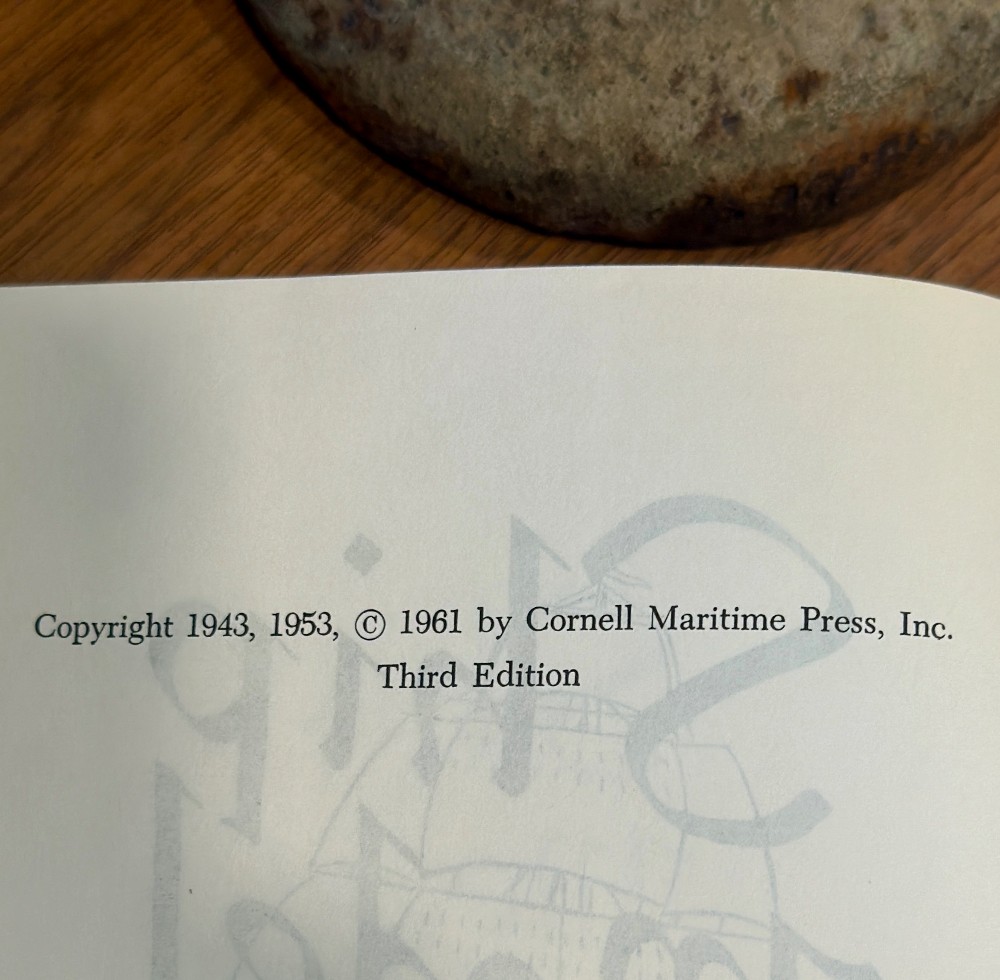 Copyright 1943, 1953, © 1961 by Cornell Maritime Press, Inc.
Third Edition